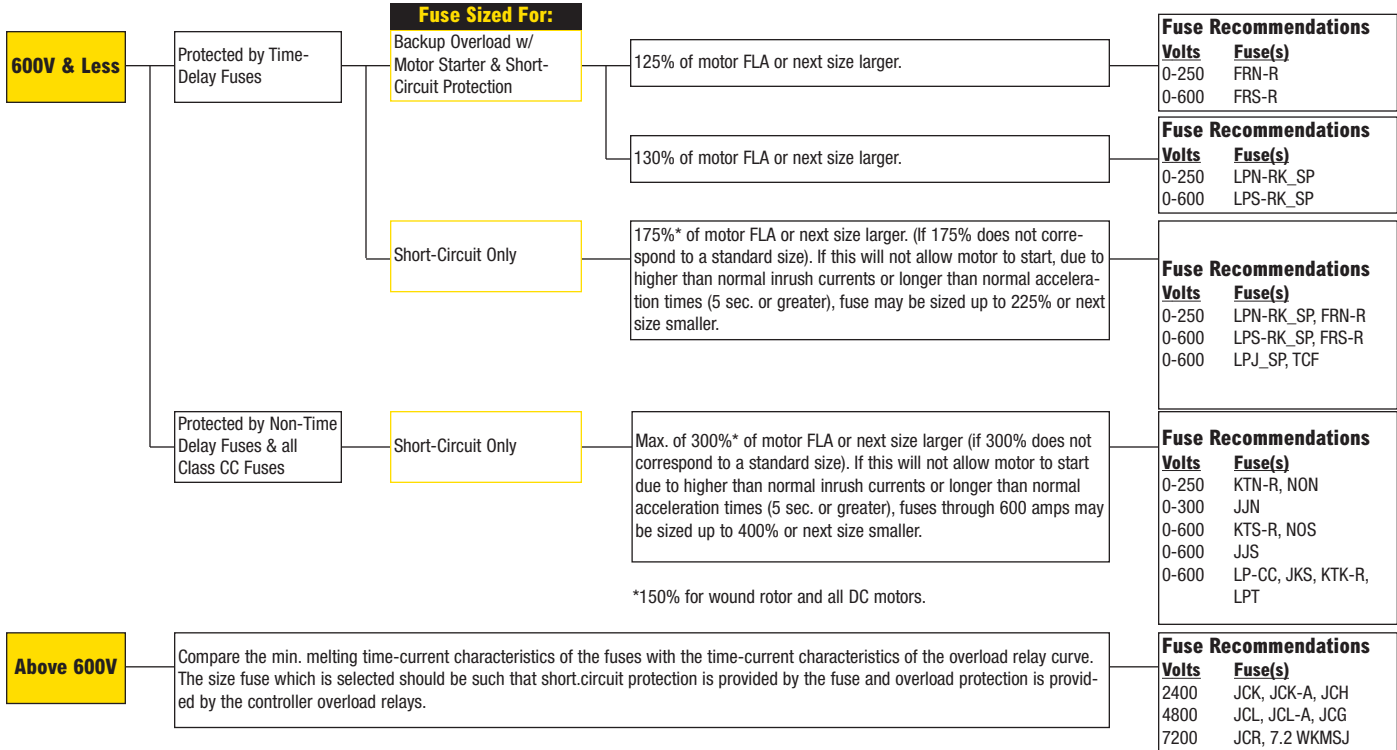 Fuse Sized For:
600V & Less
Protected by Time-
Delay Fuses
Backup Overload w/
Motor Starter & Short-
Circuit Protection
125% of motor FLA or next size larger.
Fuse Recommendations
Volts Fuse(s)
0-250 FRN-R
0-600 FRS-R
130% of motor FLA or next size larger.
Fuse Recommendations
Volts Fuse(s)
0-250 LPN-RK_SP
0-600 LPS-RK_SP
Short-Circuit Only
175%* of motor FLA or next size larger. (If 175% does not corre-
spond to a standard size). If this will not allow motor to start, due to
higher than normal inrush currents or longer than normal accelera-
tion times (5 sec. or greater), fuse may be sized up to 225% or next
size smaller.
Fuse Recommendations
Volts Fuse(s)
0-250 LPN-RK_SP, FRN-R
0-600 LPS-RK_SP, FRS-R
0-600 LPJ_SP, TCF
Protected by Non-Time
Delay Fuses & all
Class CC Fuses
Short-Circuit Only
Max. of 300%* of motor FLA or next size larger (if 300% does not
correspond to a standard size). If this will not allow motor to start
due to higher than normal inrush currents or longer than normal
acceleration times (5 sec. or greater), fuses through 600 amps may
be sized up to 400% or next size smaller.
Fuse Recommendations
Volts Fuse(s)
0-250 KTN-R, NON
0-300 JJN
0-600 KTS-R, NOS
0-600 JJS
0-600 LP-CC, JKS, KTK-R,
LPT
*150% for wound rotor and all DC motors.
Above 600V
Compare the min. melting time-current characteristics of the fuses with the time-current characteristics of the overload relay curve.
The size fuse which is selected should be such that short.circuit protection is provided by the fuse and overload protection is provid-
ed by the controller overload relays.
Fuse Recommendations
Volts Fuse(s)
2400 JCK, JCK-A, JCH
4800 JCL, JCL-A, JCG
7200 JCR, 7.2 WKMSJ